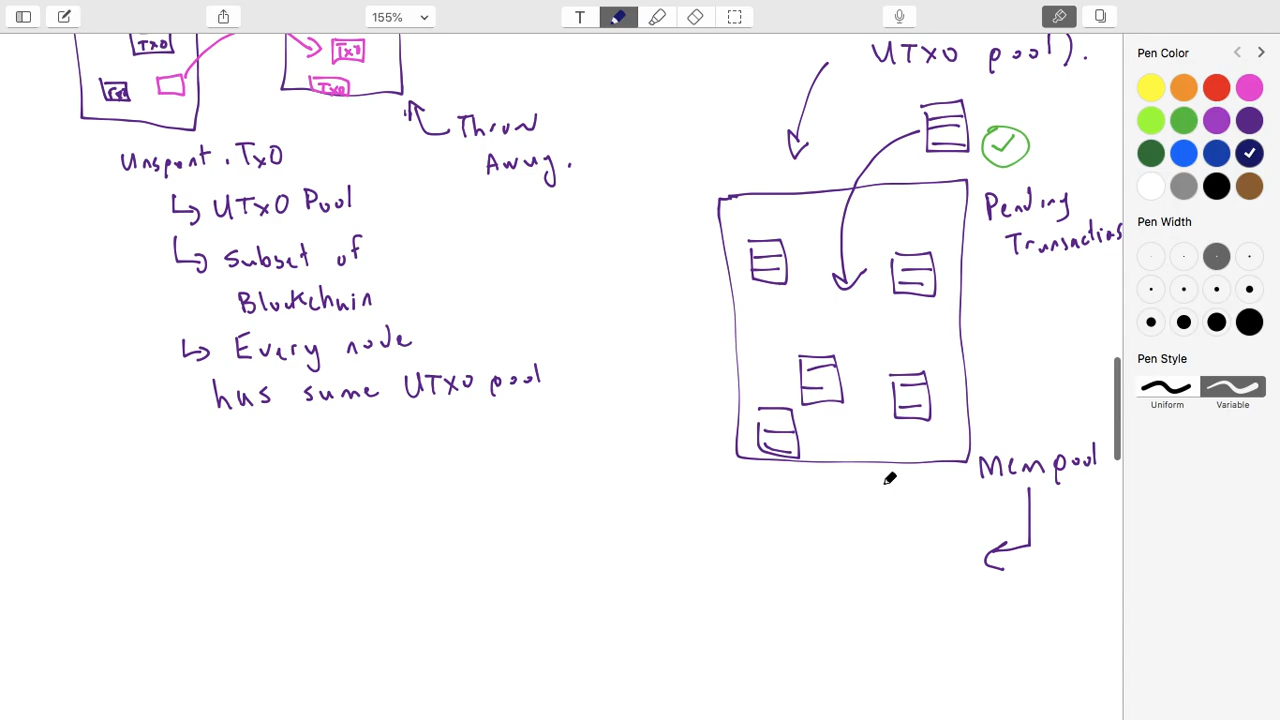 155%
T
Pen Color
Pen Width
Pen Style
Uniform
Variable
TxO
TxO
TxO
TxO
Throw
Away.
Unspent . TxO
↳ UTXO Pool
↳ Subset of
Blockchain
↳ Every node
has same UTXO pool
UTXO pool).
Pending
Transactions
Mempool